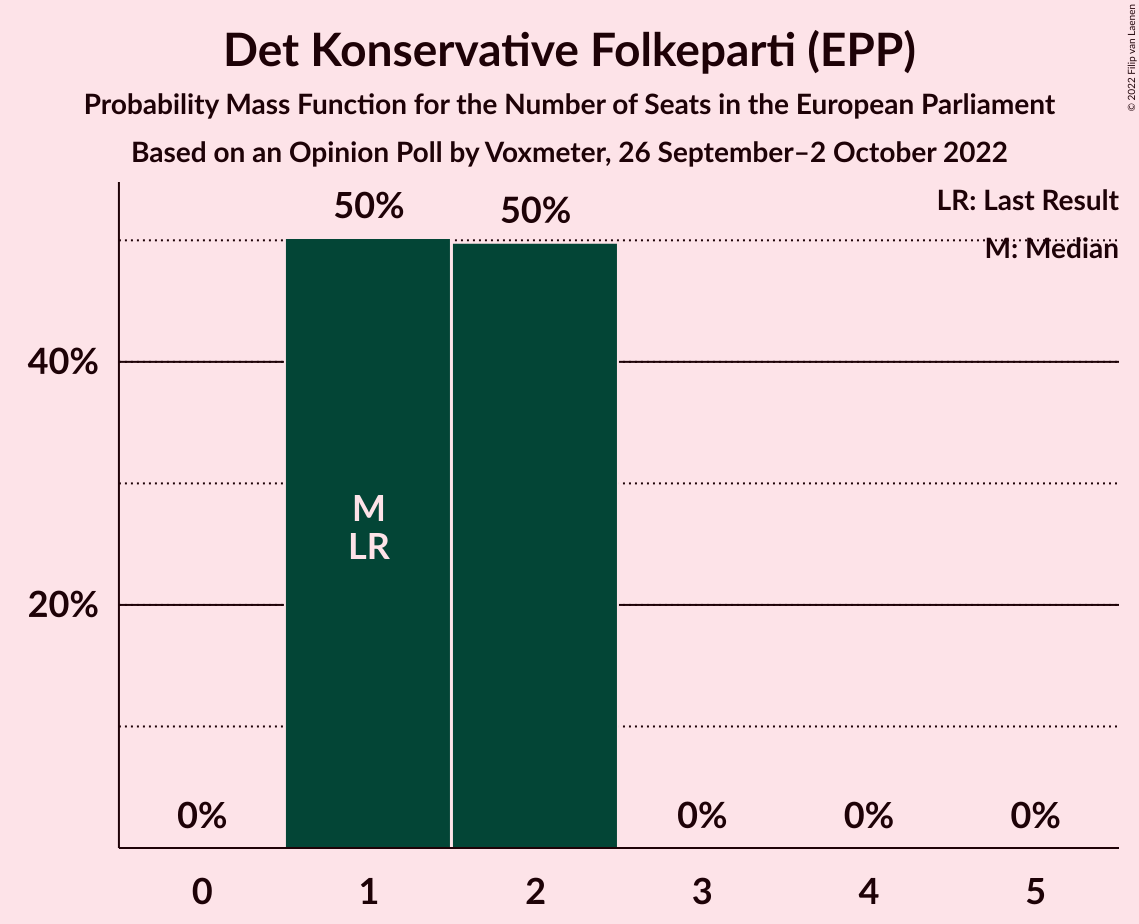 Det Konservative Folkeparti (EPP)
Probability Mass Function for the Number of Seats in the European Parliament
Based on an Opinion Poll by Voxmeter, 26 September–2 October 2022
© 2022 Filip van Laenen
LR: Last Result
M: Median
50%
50%
40%
20%
M
LR
0%
0%
0%
0%
0
1
2
3
4
5